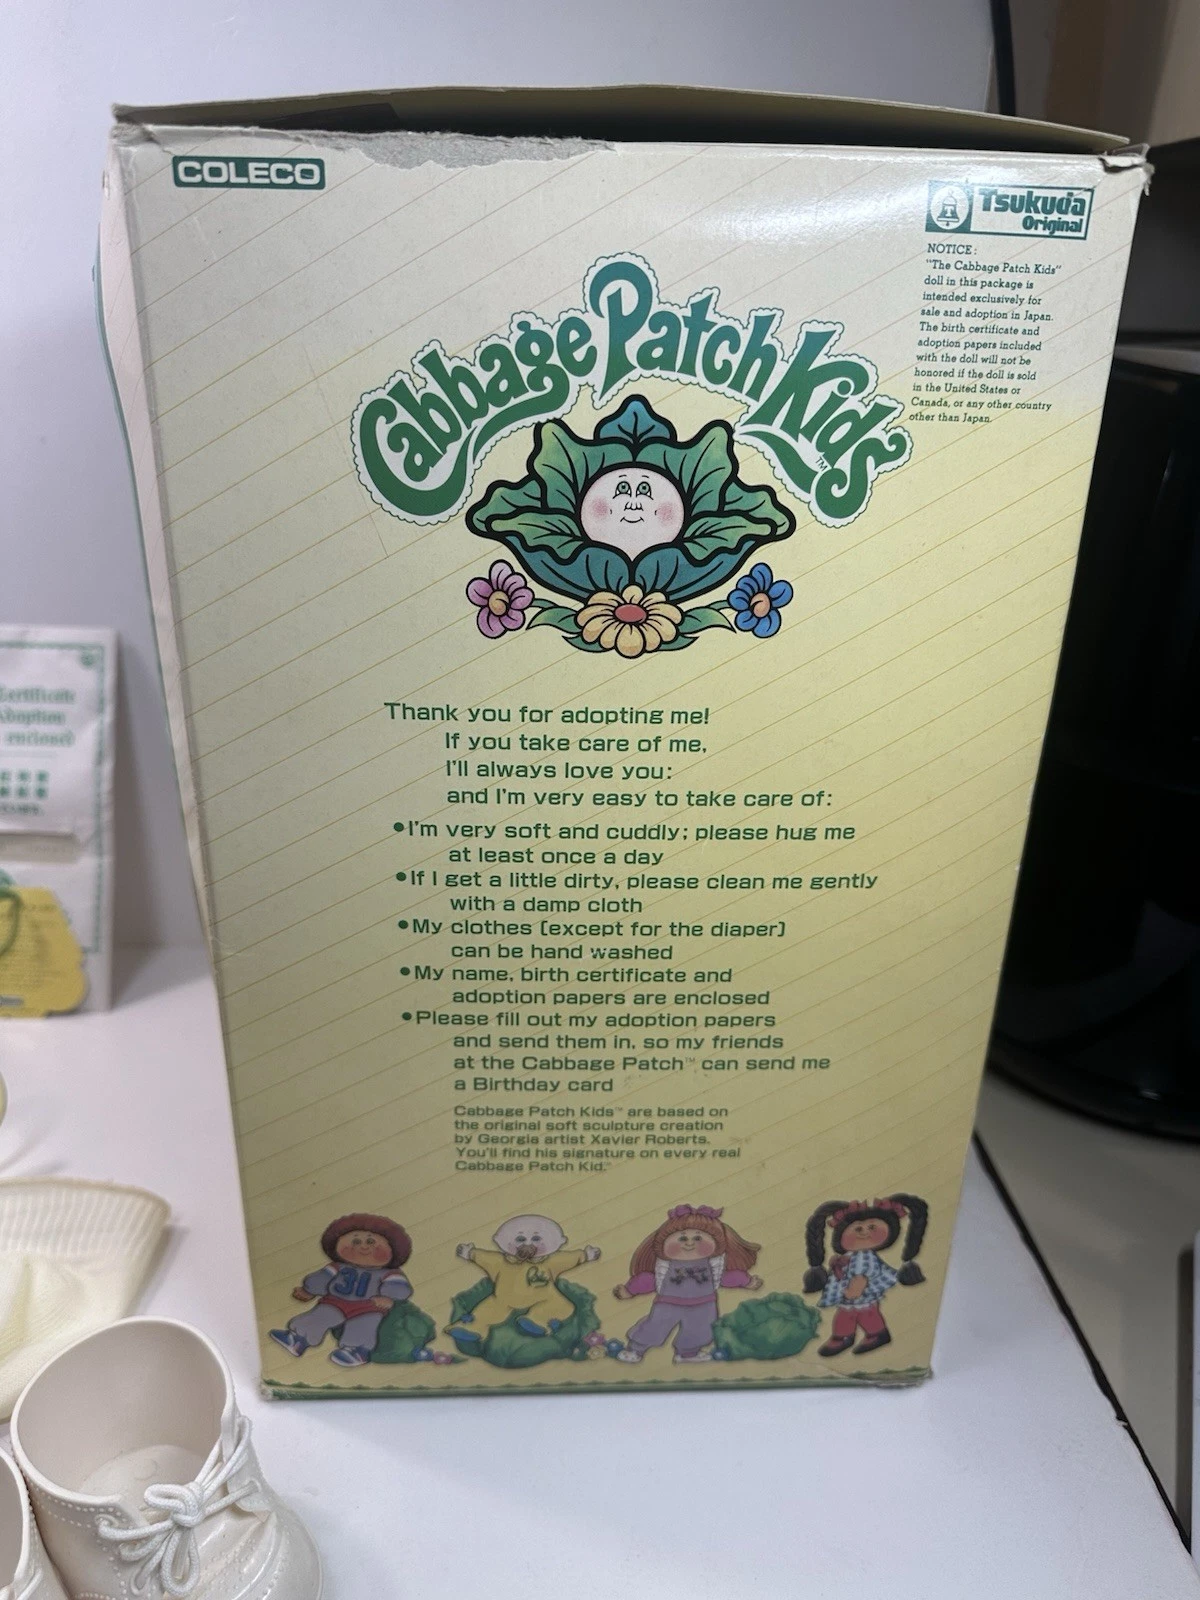 COLECO
Tsukuda
Original
NOTICE:
"The Cabbage Patch Kids"
doll in this package is
intended exclusively for
sale and adoption in Japan.
The birth certificate and
adoption papers included
with the doll will not be
honored if the doll is sold
in the United States or
Canada, or any other country
other than Japan.
Cabbage Patch Kids™
Thank you for adopting me!
If you take care of me,
I'll always love you:
and I'm very easy to take care of:
•I'm very soft and cuddly; please hug me
at least once a day
•If I get a little dirty, please clean me gently
with a damp cloth
•My clothes (except for the diaper)
can be hand washed
•My name, birth certificate and
adoption papers are enclosed
•Please fill out my adoption papers
and send them in, so my friends
at the Cabbage Patch™ can send me
a Birthday card
Cabbage Patch Kids™ are based on
the original soft sculpture creation
by Georgia artist Xavier Roberts.
You'll find his signature on every real
Cabbage Patch Kid.™
31
Certificate
Adoption
enclosed